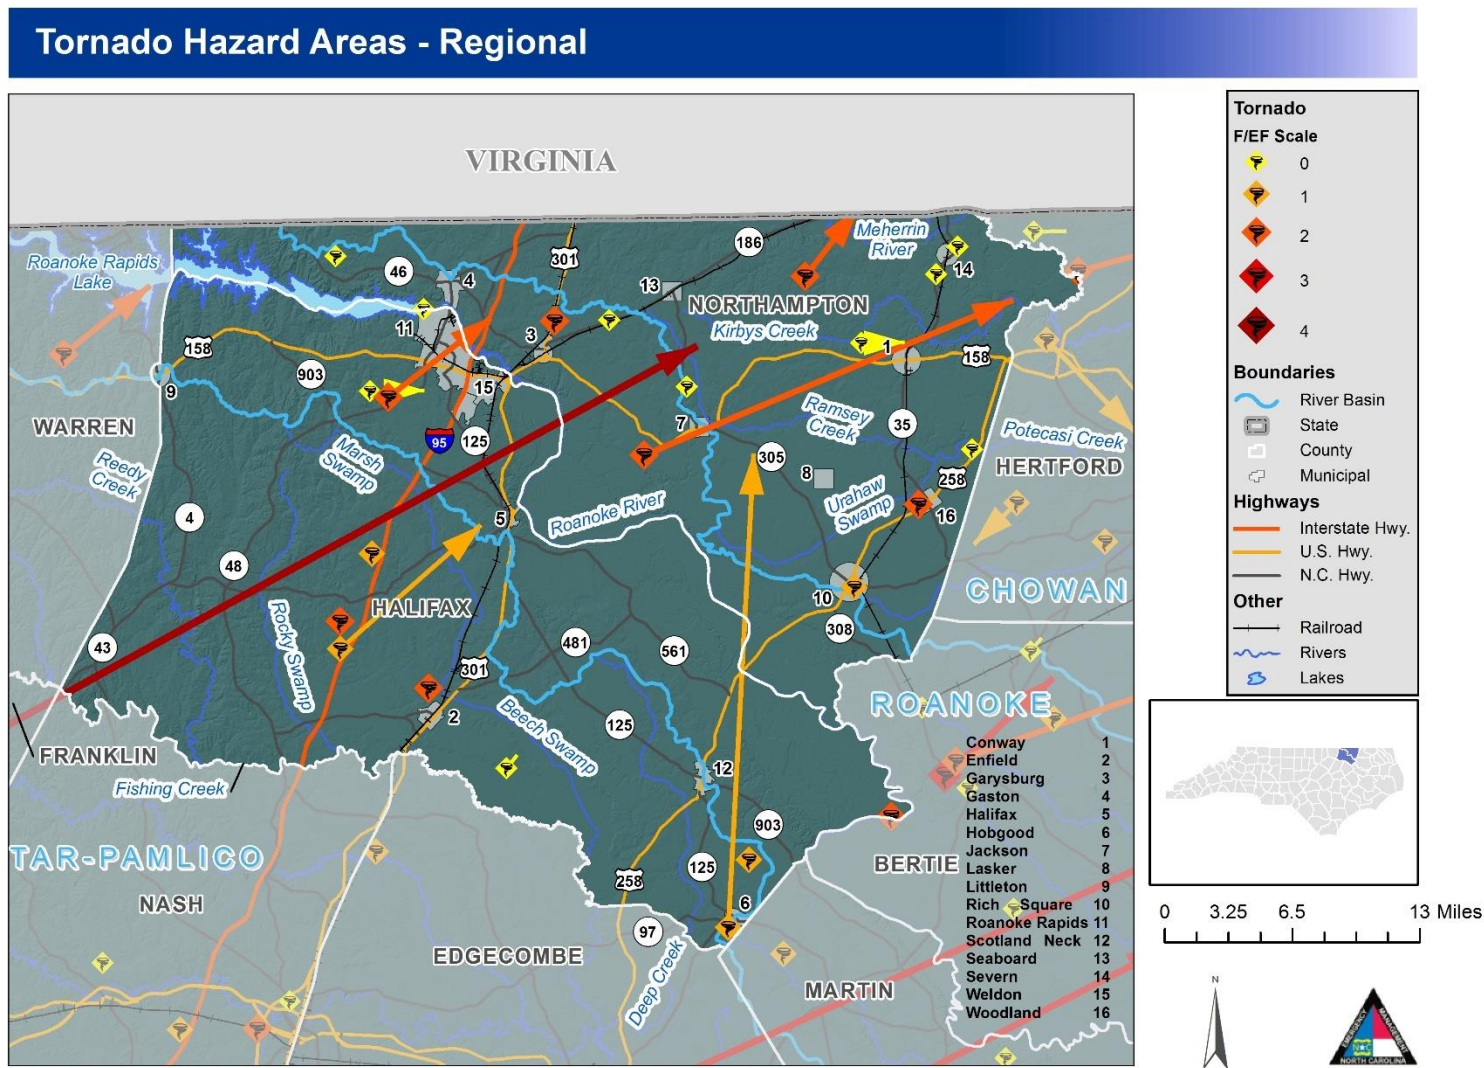 Tornado Hazard Areas - Regional
VIRGINIA
Tornado
F/EF Scale
0
1
2
3
4
Boundaries
River Basin
State
County
Municipal
Highways
Interstate Hwy.
U.S. Hwy.
N.C. Hwy.
Other
Railroad
Rivers
Lakes
Roanoke Rapids
Lake
46
4
301
186
13
Meherrin
River
14
NORTHAMPTON
Kirbys Creek
11
3
1
158
158
903
9
15
WARREN
Reedy
Creek
Marsh
Swamp
95
125
7
Ramsey
Creek
35
Potecasi Creek
HERTFORD
305
8
258
Urahaw
Swamp
16
4
5
Roanoke River
48
Rocky Swamp
HALIFAX
10
308
CHOWAN
43
481
561
301
2
Beech Swamp
125
ROANOKE
FRANKLIN
Fishing Creek
12
903
TAR-PAMLICO
NASH
258
125
6
BERTIE
97
EDGECOMBE
Deep Creek
MARTIN
Conway 1
Enfield 2
Garysburg 3
Gaston 4
Halifax 5
Hobgood 6
Jackson 7
Lasker 8
Littleton 9
Rich Square 10
Roanoke Rapids 11
Scotland Neck 12
Seaboard 13
Severn 14
Weldon 15
Woodland 16
0 3.25 6.5 13 Miles
N
EMERGENCY
MANAGEMENT
N C
NORTH CAROLINA